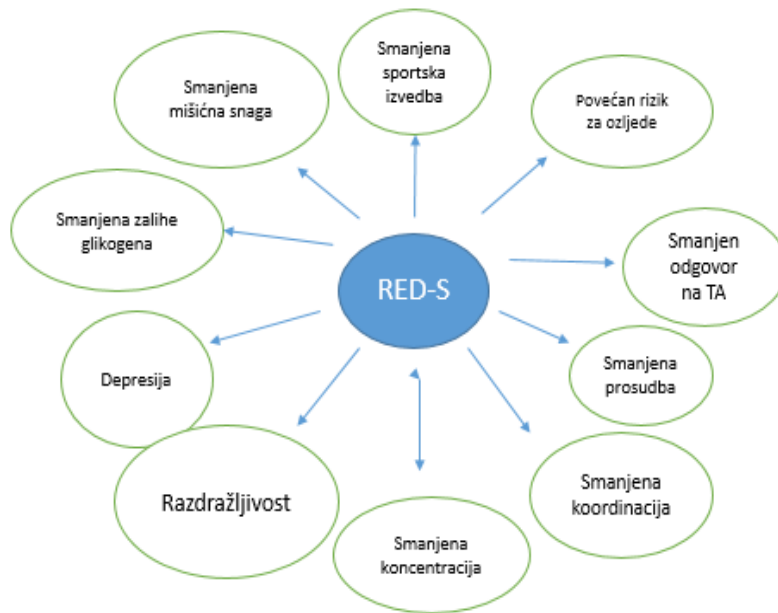 Smanjena
sportska
izvedba
Smanjena
mišićna snaga
Povećan rizik
za ozljede
Smanjena zalihe
glikogena
Smanjen
odgovor
na TA
RED-S
Depresija
Smanjena
prosudba
Razdražljivost
Smanjena
koordinacija
Smanjena
koncentracija